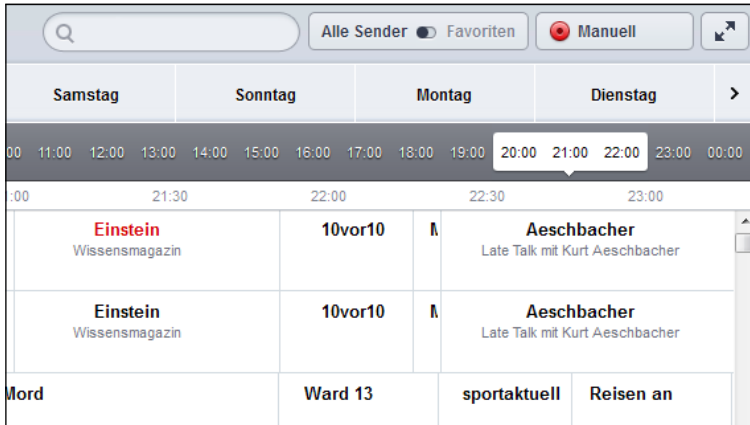 Alle Sender Favoriten Manuell
Samstag Sonntag Montag Dienstag
00 11:00 12:00 13:00 14:00 15:00 16:00 17:00 18:00 19:00 20:00 21:00 22:00 23:00 00:00
:00 21:30 22:00 22:30 23:00
Einstein 10vor10 Aeschbacher
Wissensmagazin Late Talk mit Kurt Aeschbacher
Einstein 10vor10 Aeschbacher
Wissensmagazin Late Talk mit Kurt Aeschbacher
Mord Ward 13 sportaktuell Reisen an